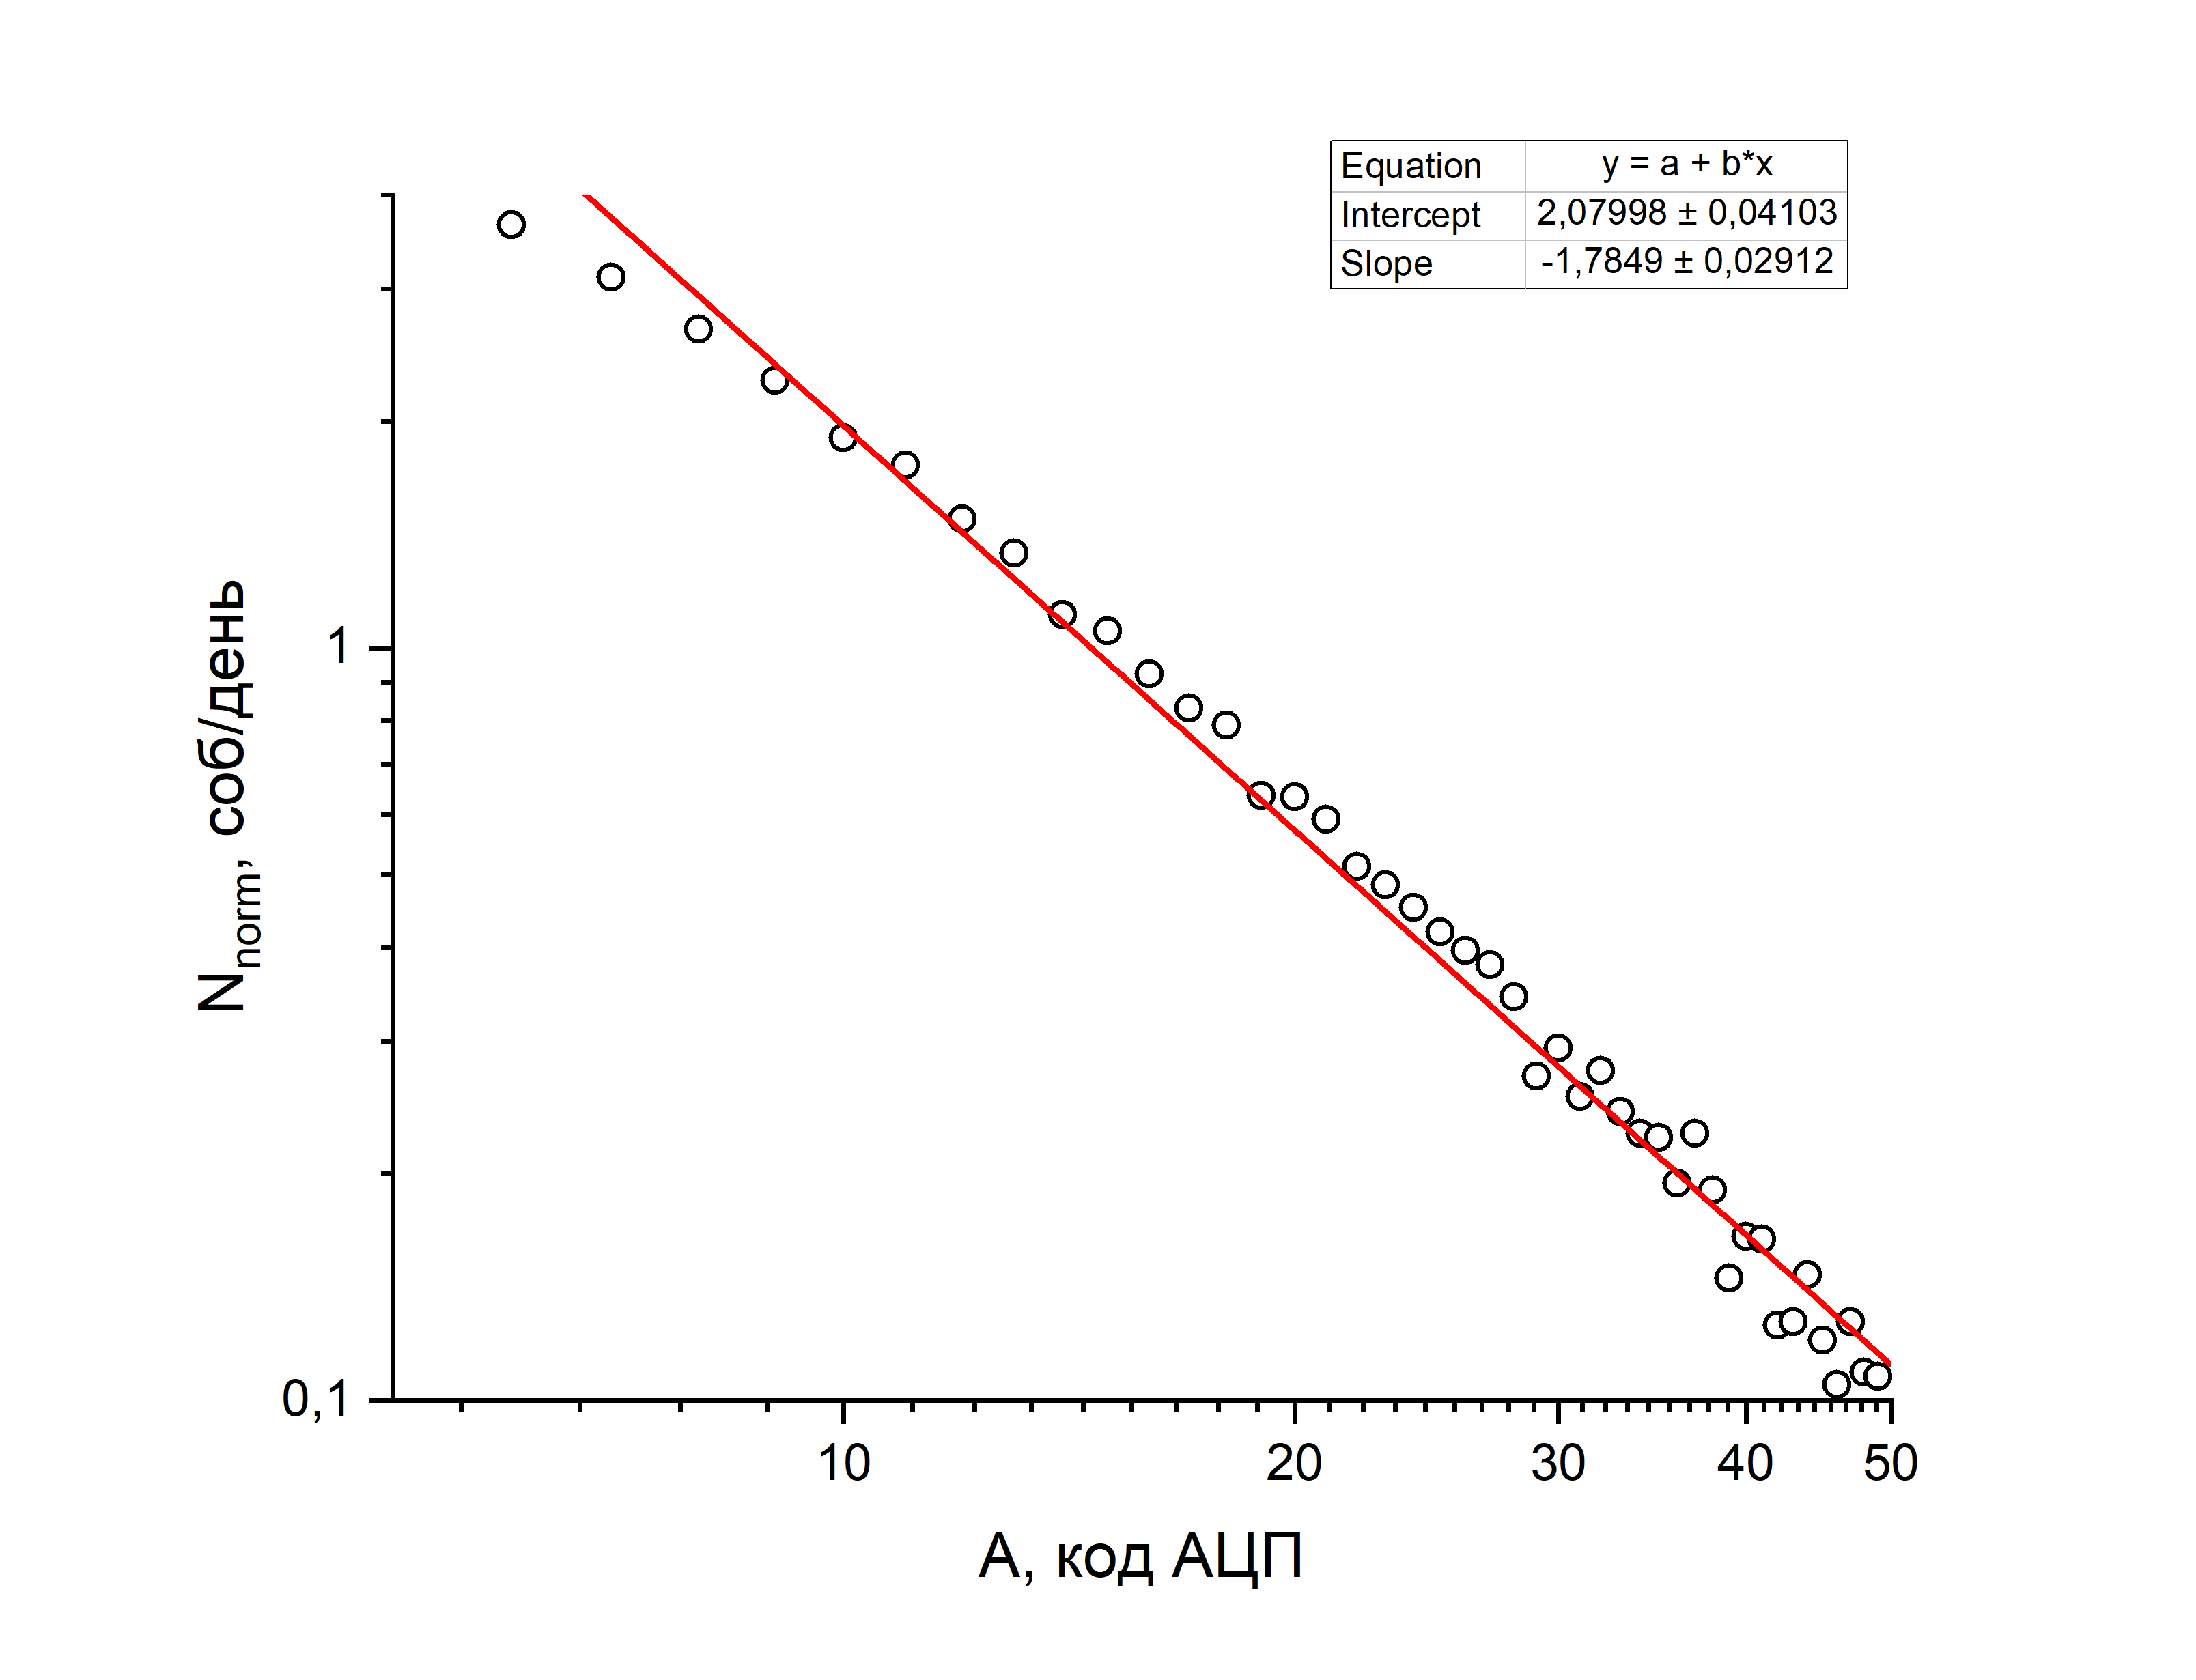 Equation y = a + b*x
Intercept 2,07998 ± 0,04103
Slope -1,7849 ± 0,02912
N_norm, соб/день
1
0,1
10 20 30 40 50
А, код АЦП